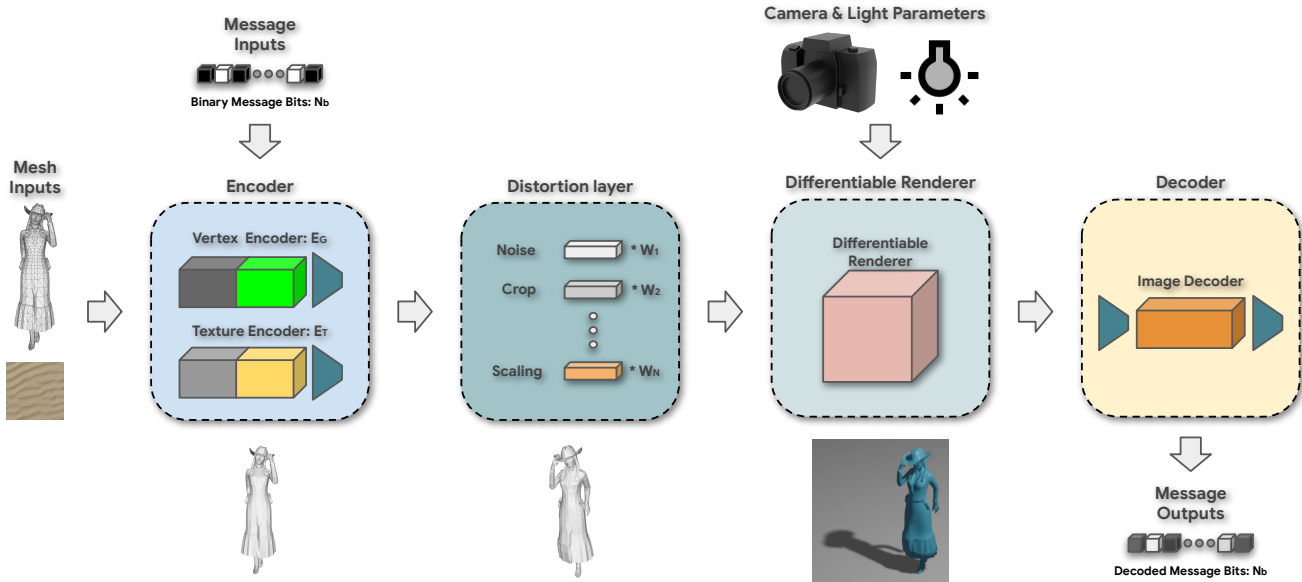 Message
Inputs
Binary Message Bits: Nb
Camera & Light Parameters
Mesh
Inputs
Encoder
Vertex Encoder: EG
Texture Encoder: ET
Distortion layer
Noise * W1
Crop * W2
Scaling * WN
Differentiable Renderer
Differentiable
Renderer
Decoder
Image Decoder
Message
Outputs
Decoded Message Bits: Nb